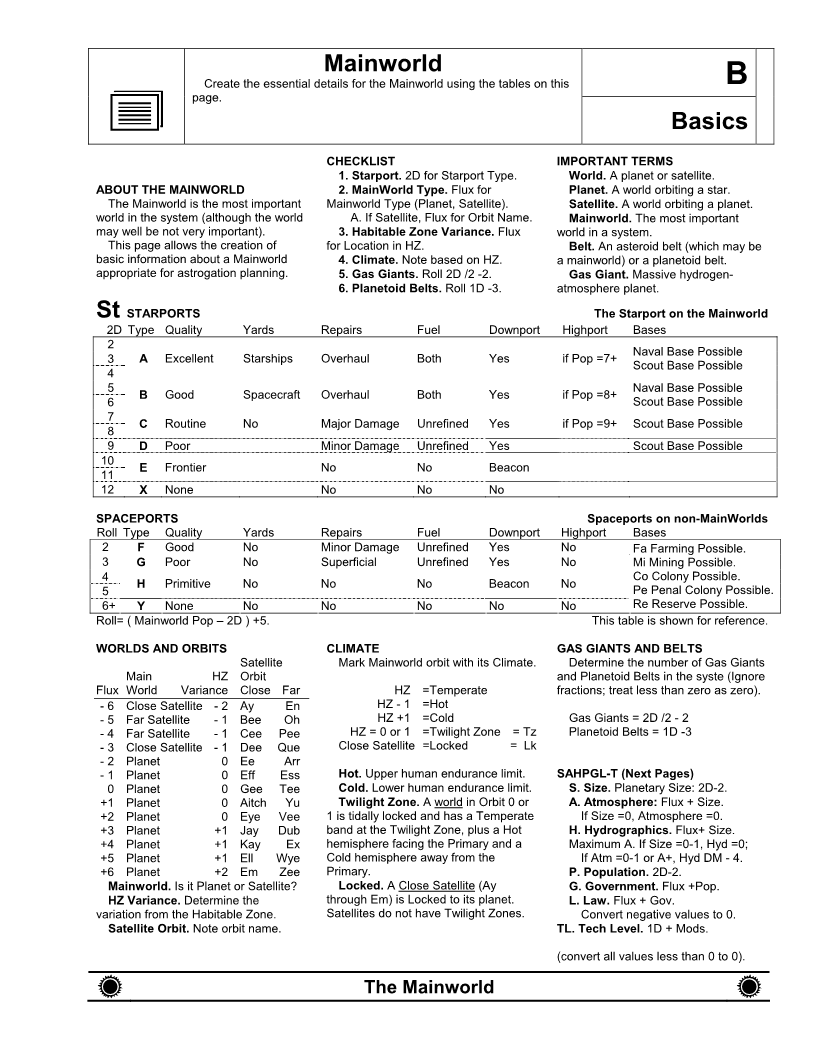 Mainworld
Create the essential details for the Mainworld using the tables on this
page.
B
Basics
ABOUT THE MAINWORLD
The Mainworld is the most important
world in the system (although the world
may well be not very important).
This page allows the creation of
basic information about a Mainworld
appropriate for astrogation planning.
CHECKLIST
1. Starport. 2D for Starport Type.
2. MainWorld Type. Flux for
Mainworld Type (Planet, Satellite).
A. If Satellite, Flux for Orbit Name.
3. Habitable Zone Variance. Flux
for Location in HZ.
4. Climate. Note based on HZ.
5. Gas Giants. Roll 2D /2 -2.
6. Planetoid Belts. Roll 1D -3.
IMPORTANT TERMS
World. A planet or satellite.
Planet. A world orbiting a star.
Satellite. A world orbiting a planet.
Mainworld. The most important
world in a system.
Belt. An asteroid belt (which may be
a mainworld) or a planetoid belt.
Gas Giant. Massive hydrogen-
atmosphere planet.
St STARPORTS The Starport on the Mainworld
2D Type Quality Yards Repairs Fuel Downport Highport Bases
2
3 A Excellent Starships Overhaul Both Yes if Pop =7+ Naval Base Possible
Scout Base Possible
4
5 B Good Spacecraft Overhaul Both Yes if Pop =8+ Naval Base Possible
Scout Base Possible
6
7 C Routine No Major Damage Unrefined Yes if Pop =9+ Scout Base Possible
8
9 D Poor Minor Damage Unrefined Yes Scout Base Possible
10 E Frontier No No Beacon
11
12 X None No No No
SPACEPORTS Spaceports on non-MainWorlds
Roll Type Quality Yards Repairs Fuel Downport Highport Bases
2 F Good No Minor Damage Unrefined Yes No Fa Farming Possible.
3 G Poor No Superficial Unrefined Yes No Mi Mining Possible.
4 H Primitive No No No Beacon No Co Colony Possible.
5 Pe Penal Colony Possible.
6+ Y None No No No No No Re Reserve Possible.
Roll= ( Mainworld Pop – 2D ) +5. This table is shown for reference.
WORLDS AND ORBITS
Satellite
Main HZ Orbit
Flux World Variance Close Far
- 6 Close Satellite - 2 Ay En
- 5 Far Satellite - 1 Bee Oh
- 4 Far Satellite - 1 Cee Pee
- 3 Close Satellite - 1 Dee Que
- 2 Planet 0 Ee Arr
- 1 Planet 0 Eff Ess
0 Planet 0 Gee Tee
+1 Planet 0 Aitch Yu
+2 Planet 0 Eye Vee
+3 Planet +1 Jay Dub
+4 Planet +1 Kay Ex
+5 Planet +1 Ell Wye
+6 Planet +2 Em Zee
Mainworld. Is it Planet or Satellite?
HZ Variance. Determine the
variation from the Habitable Zone.
Satellite Orbit. Note orbit name.
CLIMATE
Mark Mainworld orbit with its Climate.
HZ =Temperate
HZ - 1 =Hot
HZ +1 =Cold
HZ = 0 or 1 =Twilight Zone = Tz
Close Satellite =Locked = Lk
Hot. Upper human endurance limit.
Cold. Lower human endurance limit.
Twilight Zone. A world in Orbit 0 or
1 is tidally locked and has a Temperate
band at the Twilight Zone, plus a Hot
hemisphere facing the Primary and a
Cold hemisphere away from the
Primary.
Locked. A Close Satellite (Ay
through Em) is Locked to its planet.
Satellites do not have Twilight Zones.
GAS GIANTS AND BELTS
Determine the number of Gas Giants
and Planetoid Belts in the syste (Ignore
fractions; treat less than zero as zero).
Gas Giants = 2D /2 - 2
Planetoid Belts = 1D -3
SAHPGL-T (Next Pages)
S. Size. Planetary Size: 2D-2.
A. Atmosphere: Flux + Size.
If Size =0, Atmosphere =0.
H. Hydrographics. Flux+ Size.
Maximum A. If Size =0-1, Hyd =0;
If Atm =0-1 or A+, Hyd DM - 4.
P. Population. 2D-2.
G. Government. Flux +Pop.
L. Law. Flux + Gov.
Convert negative values to 0.
TL. Tech Level. 1D + Mods.
(convert all values less than 0 to 0).
The Mainworld